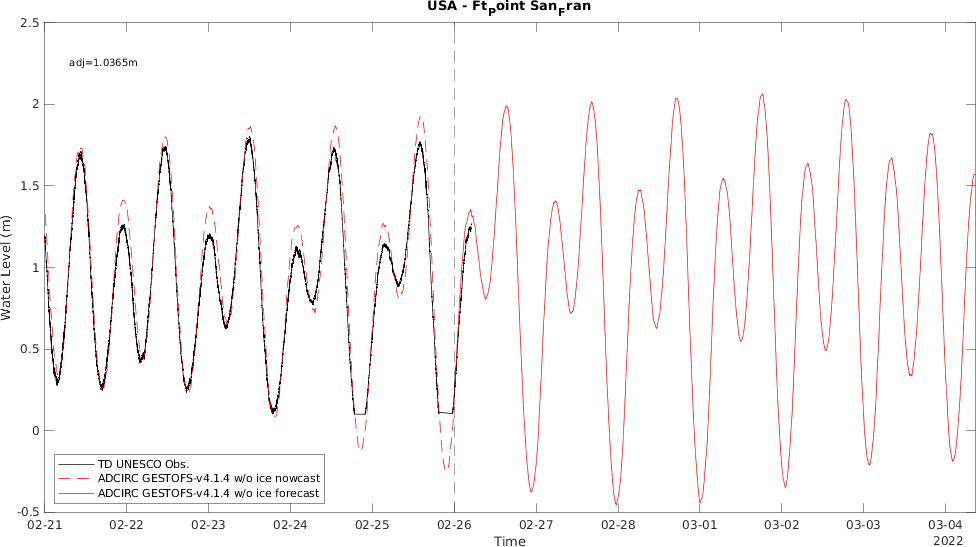 USA - FtPoint SanFran
2.5
adj=1.0365m
2
1.5
1
0.5
0
-0.5
Water Level (m)
TD UNESCO Obs.
ADCIRC GESTOFS-v4.1.4 w/o ice nowcast
ADCIRC GESTOFS-v4.1.4 w/o ice forecast
02-21 02-22 02-23 02-24 02-25 02-26 02-27 02-28 03-01 03-02 03-03 03-04
Time
2022